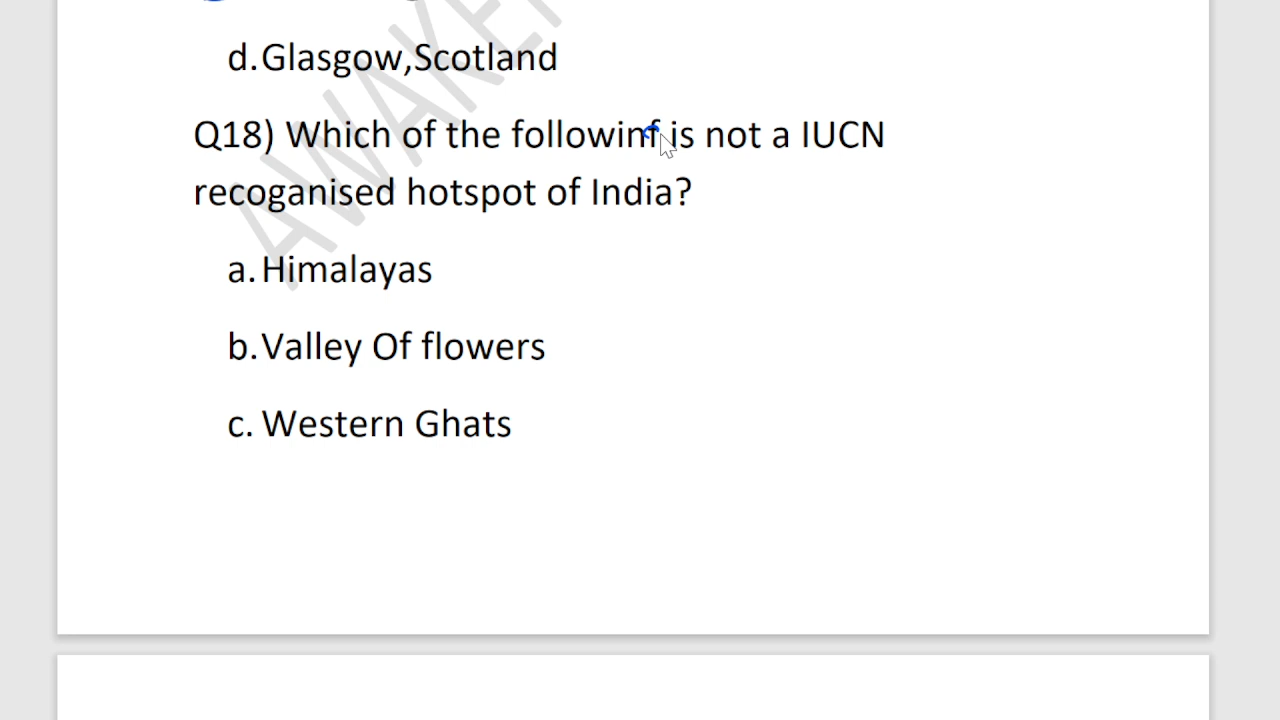 d.Glasgow,Scotland
Q18) Which of the followinf is not a IUCN
recoganised hotspot of India?
a. Himalayas
b. Valley Of flowers
c. Western Ghats